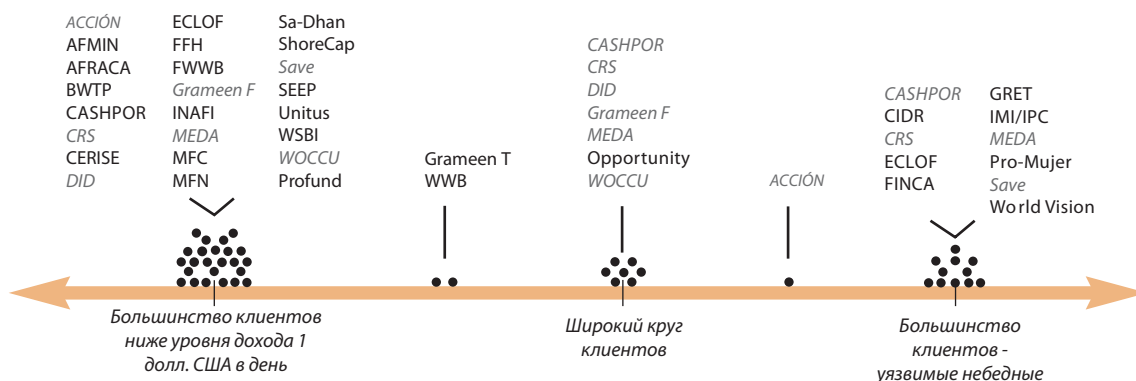 ACCIÓN
AFMIN
AFRACA
BWTP
CASHPOR
CRS
CERISE
DID
ECLOF
FFH
FWWB
Grameen F
INAFI
MEDA
MFC
MFN
Sa-Dhan
ShoreCap
Save
SEEP
Unitus
WSBI
WOCCU
Profund
Grameen T
WWB
CASHPOR
CRS
DID
Grameen F
MEDA
Opportunity
WOCCU
ACCIÓN
CASHPOR
CIDR
CRS
ECLOF
FINCA
GRET
IMI/IPC
MEDA
Pro-Mujer
Save
World Vision
Большинство клиентов
ниже уровня дохода 1
долл. США в день
Широкий круг
клиентов
Большинство
клиентов -
уязвимые небедные